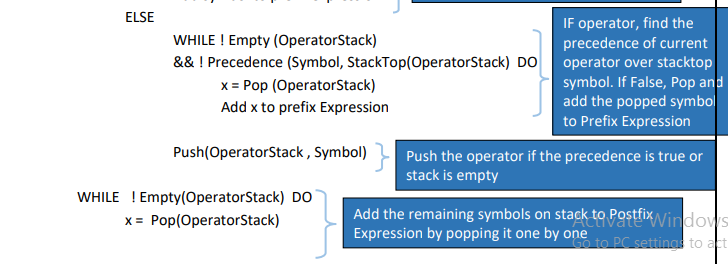 ELSE
WHILE ! Empty (OperatorStack)
&& ! Precedence (Symbol, StackTop(OperatorStack) DO
x = Pop (OperatorStack)
Add x to prefix Expression
IF operator, find the
precedence of current
operator over stacktop
symbol. If False, Pop and
add the popped symbol
to Prefix Expression
Push(OperatorStack , Symbol)
Push the operator if the precedence is true or
stack is empty
WHILE ! Empty(OperatorStack) DO
x = Pop(OperatorStack)
Add the remaining symbols on stack to Postfix
Expression by popping it one by one
Activate Windows
Go to PC settings to act